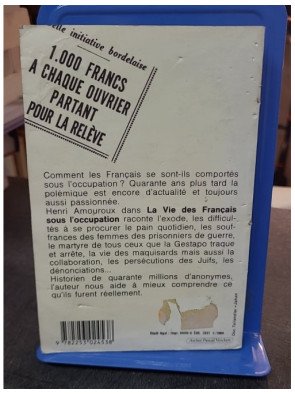 elle initiative bordelaise
1.000 FRANCS
A CHAQUE OUVRIER
PARTANT
POUR LA RELÈVE
Comment les Français se sont-ils comportés
sous l'occupation ? Quarante ans plus tard la
polémique est encore d'actualité et toujours
aussi passionnée.
Henri Amouroux dans La Vie des Français
sous l'occupation raconte l'exode, les difficul-
tés à se procurer le pain quotidien, les souf-
frances des femmes des prisonniers de guerre,
le martyre de tous ceux que la Gestapo traque
et arrête, la vie des maquisards mais aussi la
collaboration, les persécutions des Juifs, les
dénonciations...
Historien de quarante millions d'anonymes,
l'auteur nous aide à mieux comprendre ce
qu'ils furent réellement.
9 782253 024538